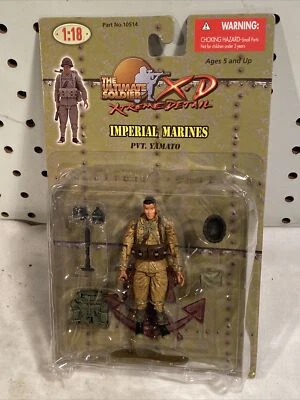 Part No. 10514
1:18
WARNING:
CHOKING HAZARD-Small Parts
Not for children under 3 years
Ages 5 and Up
THE ULTIMATE SOLDIER
XD
XTREME DETAIL
IMPERIAL MARINES
PVT. YAMATO